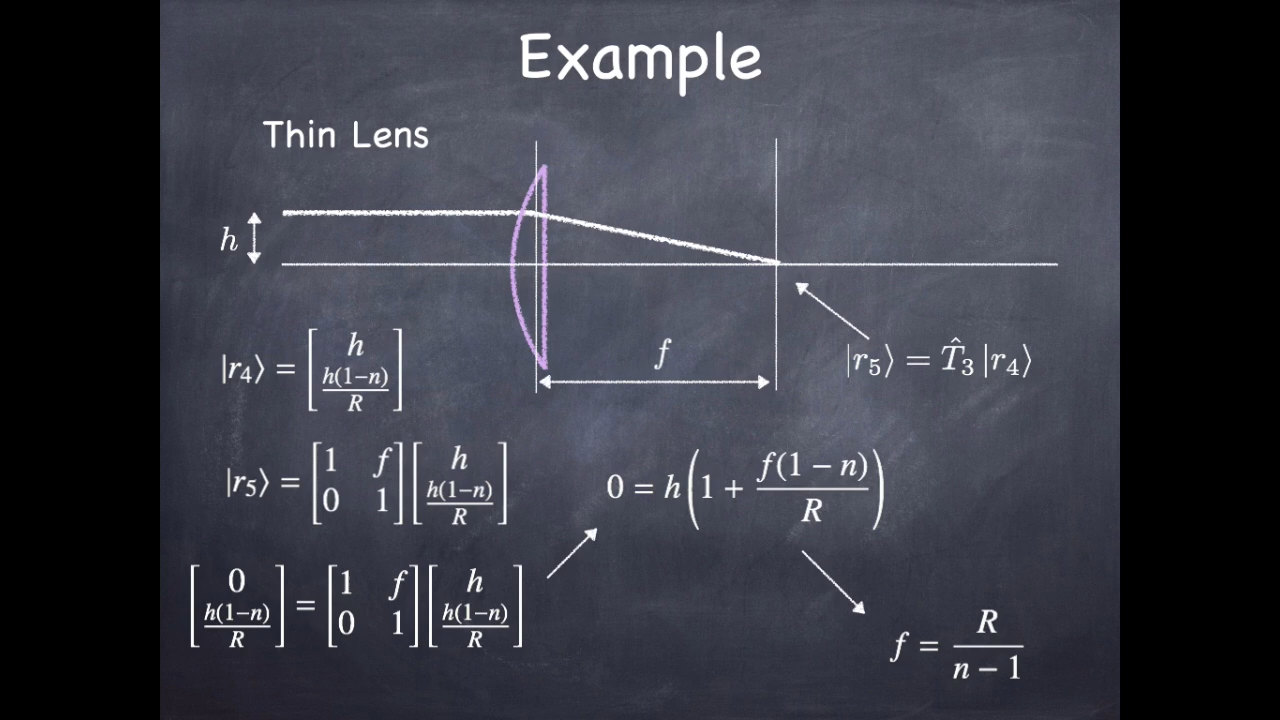 Example
Thin Lens
h
f
|r₅⟩ = T̂₃ |r₄⟩
|r₄⟩ = [h; h(1−n)/R]
|r₅⟩ = [1 f; 0 1] [h; h(1−n)/R]
0 = h(1 + f(1 − n)/R)
[0; h(1−n)/R] = [1 f; 0 1] [h; h(1−n)/R]
f = R/(n − 1)